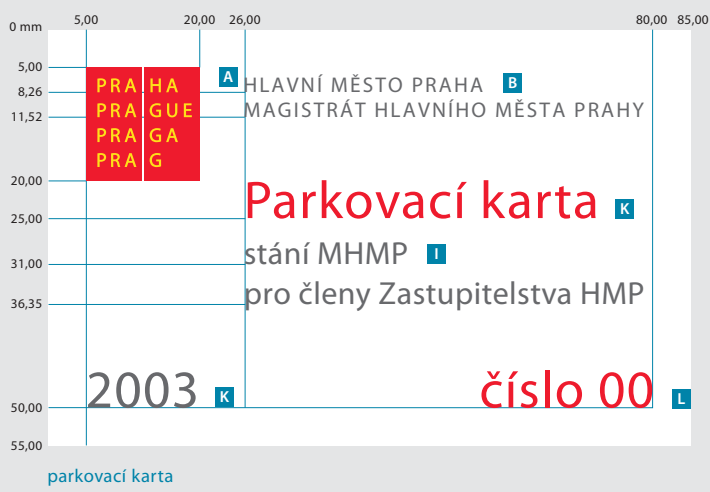 0 mm 5,00 20,00 26,00 80,00 85,00
5,00
8,26
11,52
20,00
25,00
31,00
36,35
50,00
55,00
PRA HA
PRA GUE
PRA GA
PRA G
A
HLAVNÍ MĚSTO PRAHA B
MAGISTRÁT HLAVNÍHO MĚSTA PRAHY
Parkovací karta K
stání MHMP I
pro členy Zastupitelstva HMP
2003 K
číslo 00 L
parkovací karta